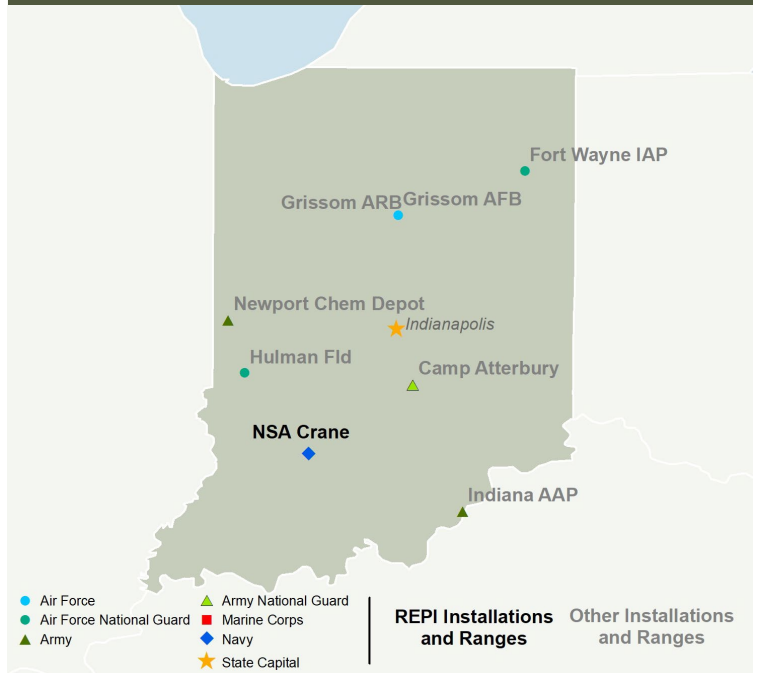 Fort Wayne IAP
Grissom ARB
Grissom AFB
Newport Chem Depot
Indianapolis
Hulman Fld
Camp Atterbury
NSA Crane
Indiana AAP
Air Force
Air Force National Guard
Army
Army National Guard
Marine Corps
Navy
State Capital
REPI Installations
and Ranges
Other Installations
and Ranges